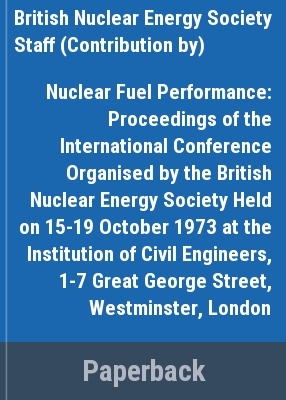 British Nuclear Energy Society
Staff (Contribution by)
Nuclear Fuel Performance:
Proceedings of the
International Conference
Organised by the British
Nuclear Energy Society Held
on 15-19 October 1973 at the
Institution of Civil Engineers,
1-7 Great George Street,
Westminster, London
Paperback